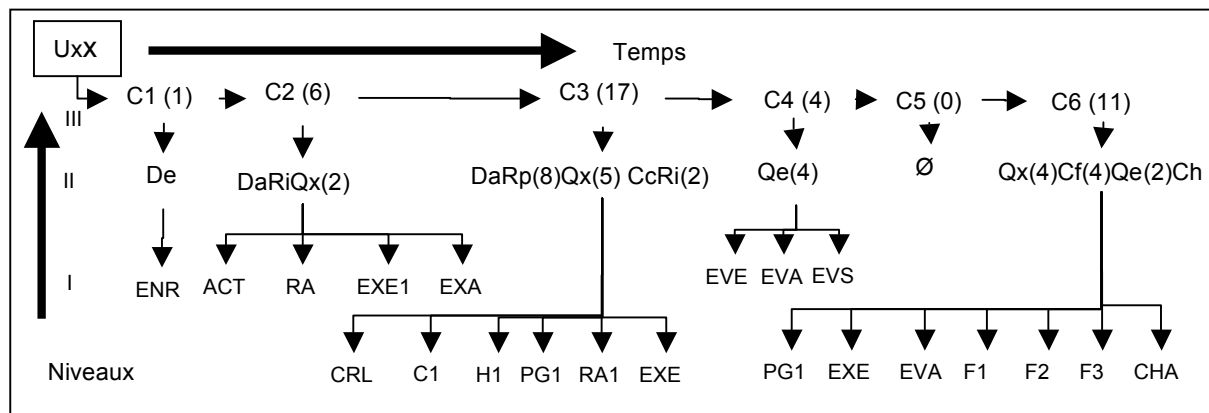 UxX
Temps
C1 (1) C2 (6) C3 (17) C4 (4) C5 (0) C6 (11)
III
II
De DaRiQx(2) DaRp(8)Qx(5) CcRi(2) Qe(4) Ø Qx(4)Cf(4)Qe(2)Ch
I
ENR ACT RA EXE1 EXA EVE EVA EVS
Niveaux
CRL C1 H1 PG1 RA1 EXE PG1 EXE EVA F1 F2 F3 CHA